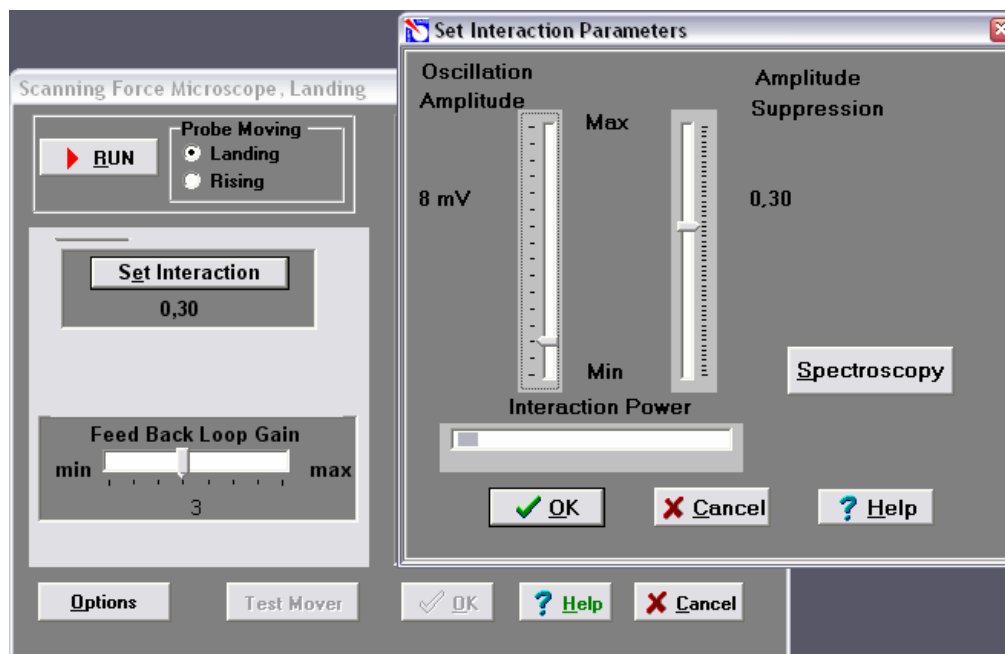 Set Interaction Parameters
Oscillation
Amplitude
8 mV
Max
Min
Amplitude
Suppression
0,30
Spectroscopy
Interaction Power
OK
Cancel
Help
Scanning Force Microscope, Landing
RUN
Probe Moving
Landing
Rising
Set Interaction
0,30
Feed Back Loop Gain
min
max
3
Options
Test Mover
OK
Help
Cancel